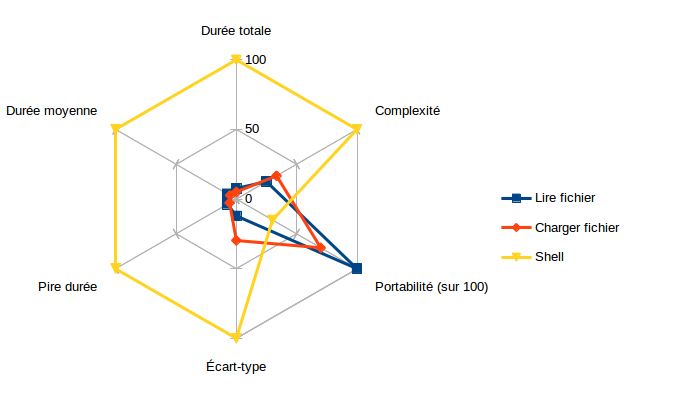 Durée totale
100
Durée moyenne
Complexité
50
0
Lire fichier
Charger fichier
Shell
Pire durée
Portabilité (sur 100)
Écart-type